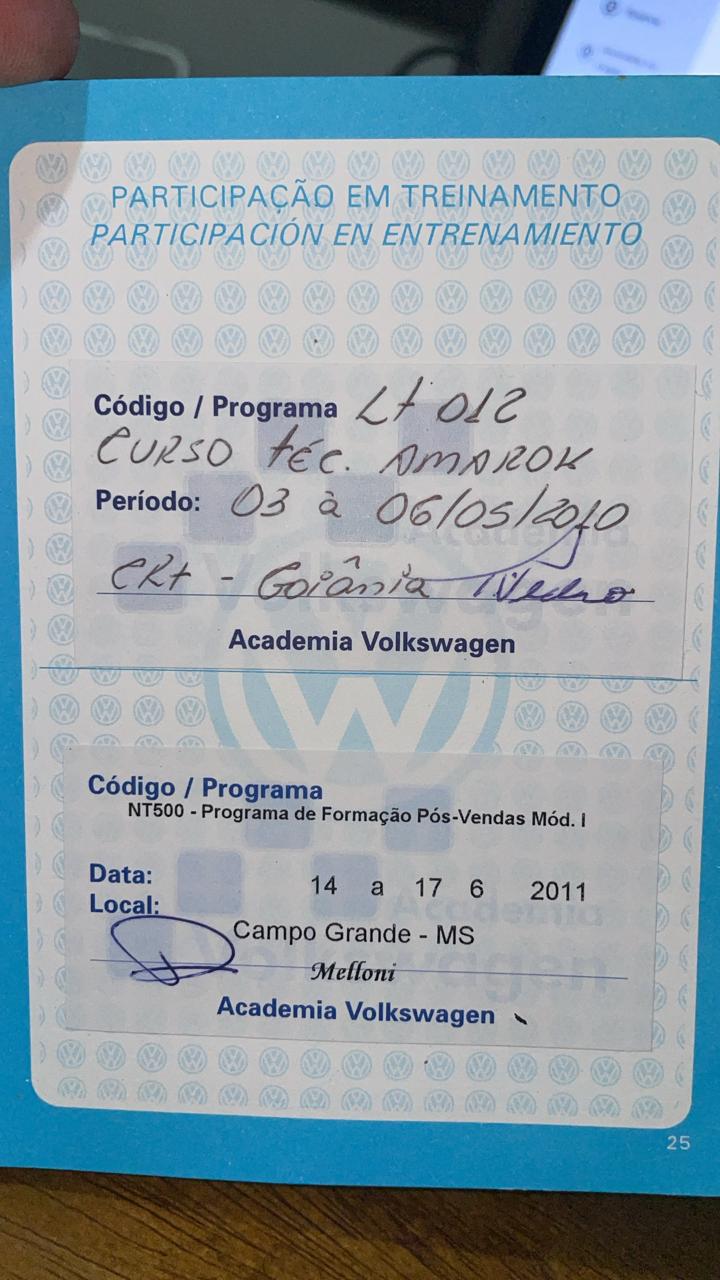 PARTICIPAÇÃO EM TREINAMENTO
PARTICIPACIÓN EN ENTRENAMIENTO
Código / Programa Lt 012
CURSO téc. AMAROK
Período: 03 à 06/05/2010
CRt - Goiânia
Academia Volkswagen
Código / Programa
NT500 - Programa de Formação Pós-Vendas Mód. I
Data: 14 a 17 6 2011
Local:
Campo Grande - MS
Melloni
Academia Volkswagen
25